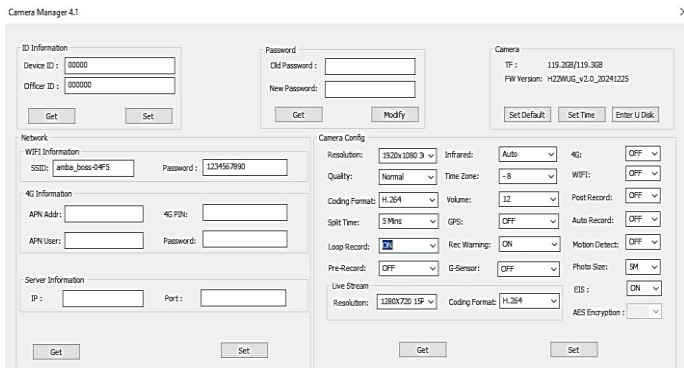 Camera Manager 4.1
ID Information
Device ID : 00000
Officer ID : 000000
Get Set
Password
Old Password :
New Password:
Get Modify
Camera
TF : 119.2GB/119.3GB
FW Version: H22WUG_v2.0_20241225
Set Default Set Time Enter U Disk
Network
WIFI Information
SSID: amba_boss-04F5 Password : 1234567890
4G Information
APN Addr: 4G PIN:
APN User: Password:
Server Information
IP : Port :
Get Set
Camera Config
Resolution: 1920x1080 3 Infrared: Auto 4G: OFF
Quality: Normal Time Zone: -8 WIFI: OFF
Coding Format: H.264 Volume: 12 Post Record: OFF
Split Time: 5 Mins GPS: OFF Auto Record: OFF
Loop Record: ON Rec Warning: ON Motion Detect: OFF
Pre-Record: OFF G-Sensor: OFF Photo Size: 5M
Live Stream EIS : ON
Resolution: 1280X720 15F Coding Format: H.264 AES Encryption :
Get Set